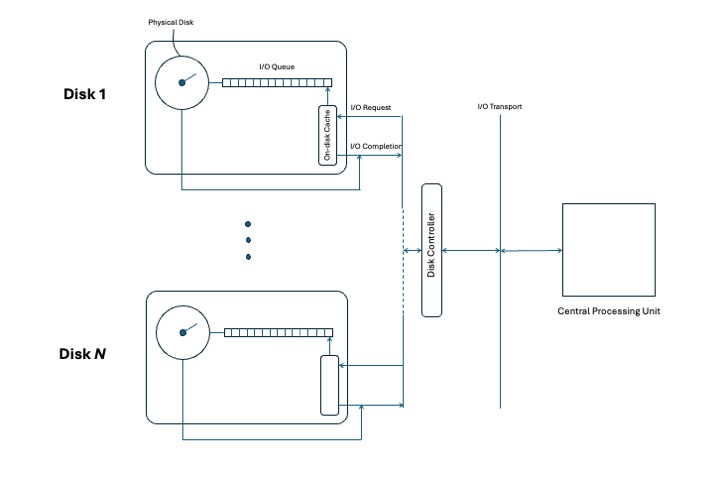 Physical Disk
Disk 1
I/O Queue
On-disk Cache
I/O Request
I/O Completion
I/O Transport
Disk Controller
Central Processing Unit
Disk N